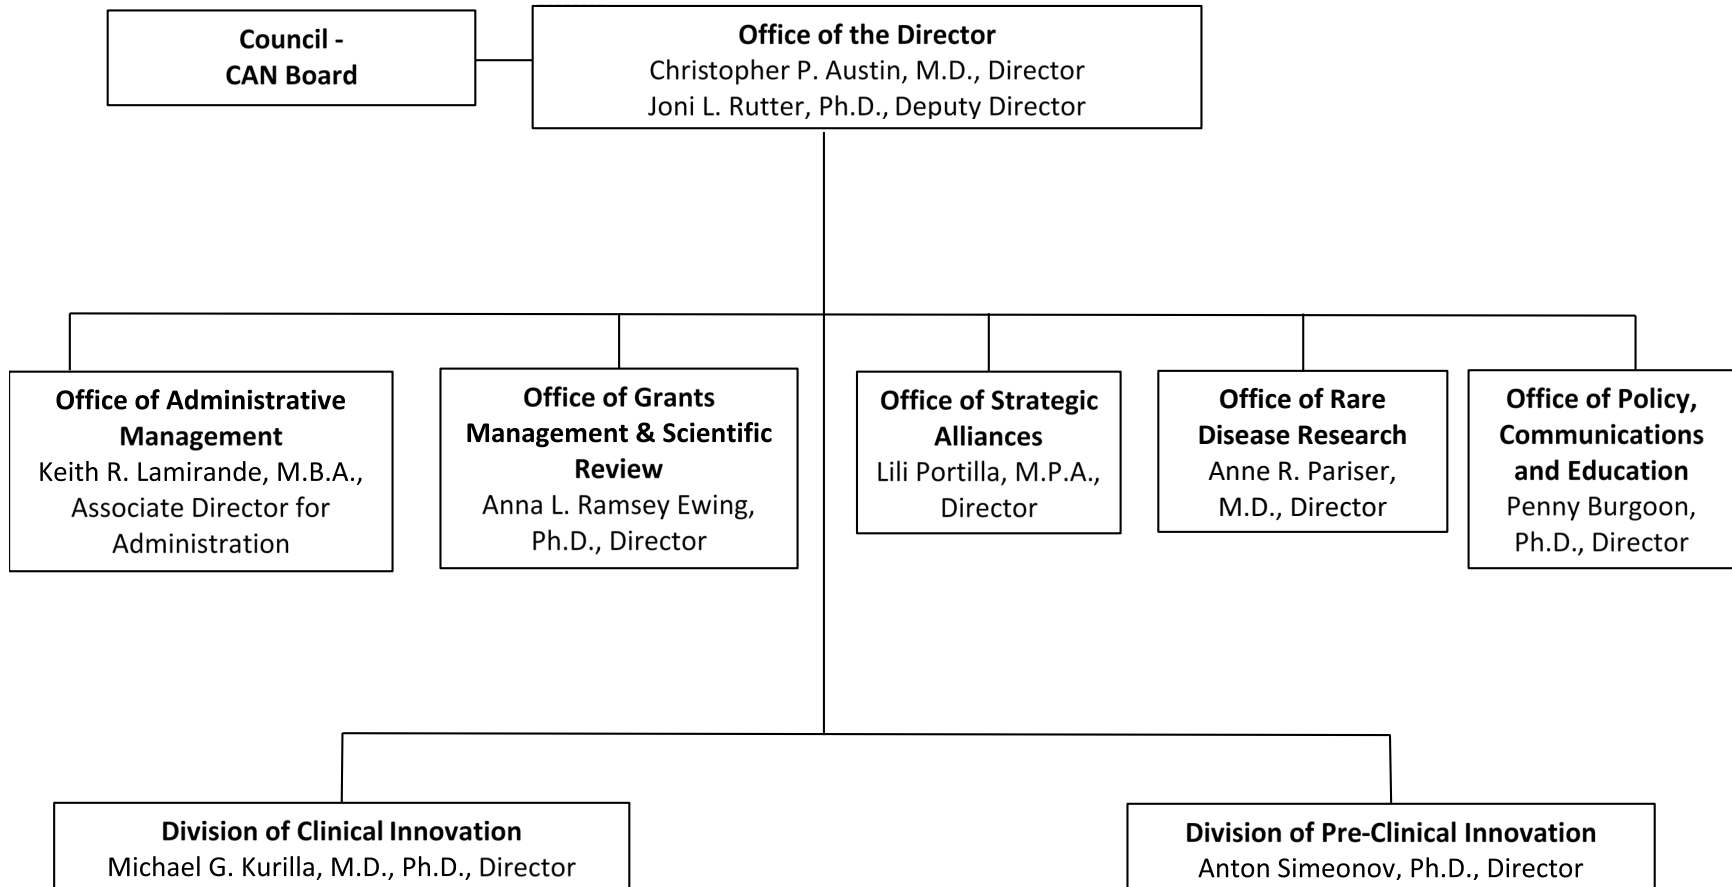 Council -
CAN Board
Office of the Director
Christopher P. Austin, M.D., Director
Joni L. Rutter, Ph.D., Deputy Director
Office of Administrative
Management
Keith R. Lamirande, M.B.A.,
Associate Director for
Administration
Office of Grants
Management & Scientific
Review
Anna L. Ramsey Ewing,
Ph.D., Director
Office of Strategic
Alliances
Lili Portilla, M.P.A.,
Director
Office of Rare
Disease Research
Anne R. Pariser,
M.D., Director
Office of Policy,
Communications
and Education
Penny Burgoon,
Ph.D., Director
Division of Clinical Innovation
Michael G. Kurilla, M.D., Ph.D., Director
Division of Pre-Clinical Innovation
Anton Simeonov, Ph.D., Director